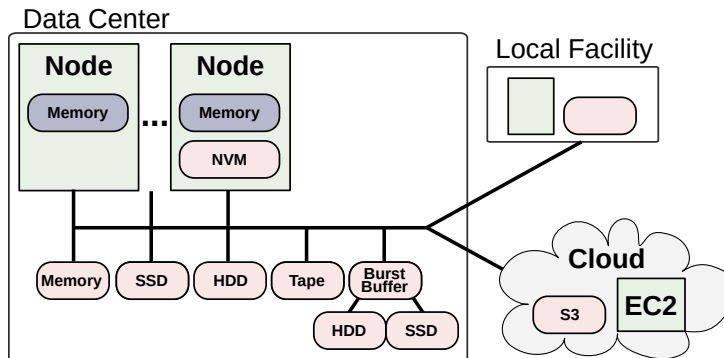 Data Center
Local Facility
Node
Node
Memory
...
Memory
NVM
Memory
SSD
HDD
Tape
Burst
Buffer
HDD
SSD
Cloud
S3
EC2